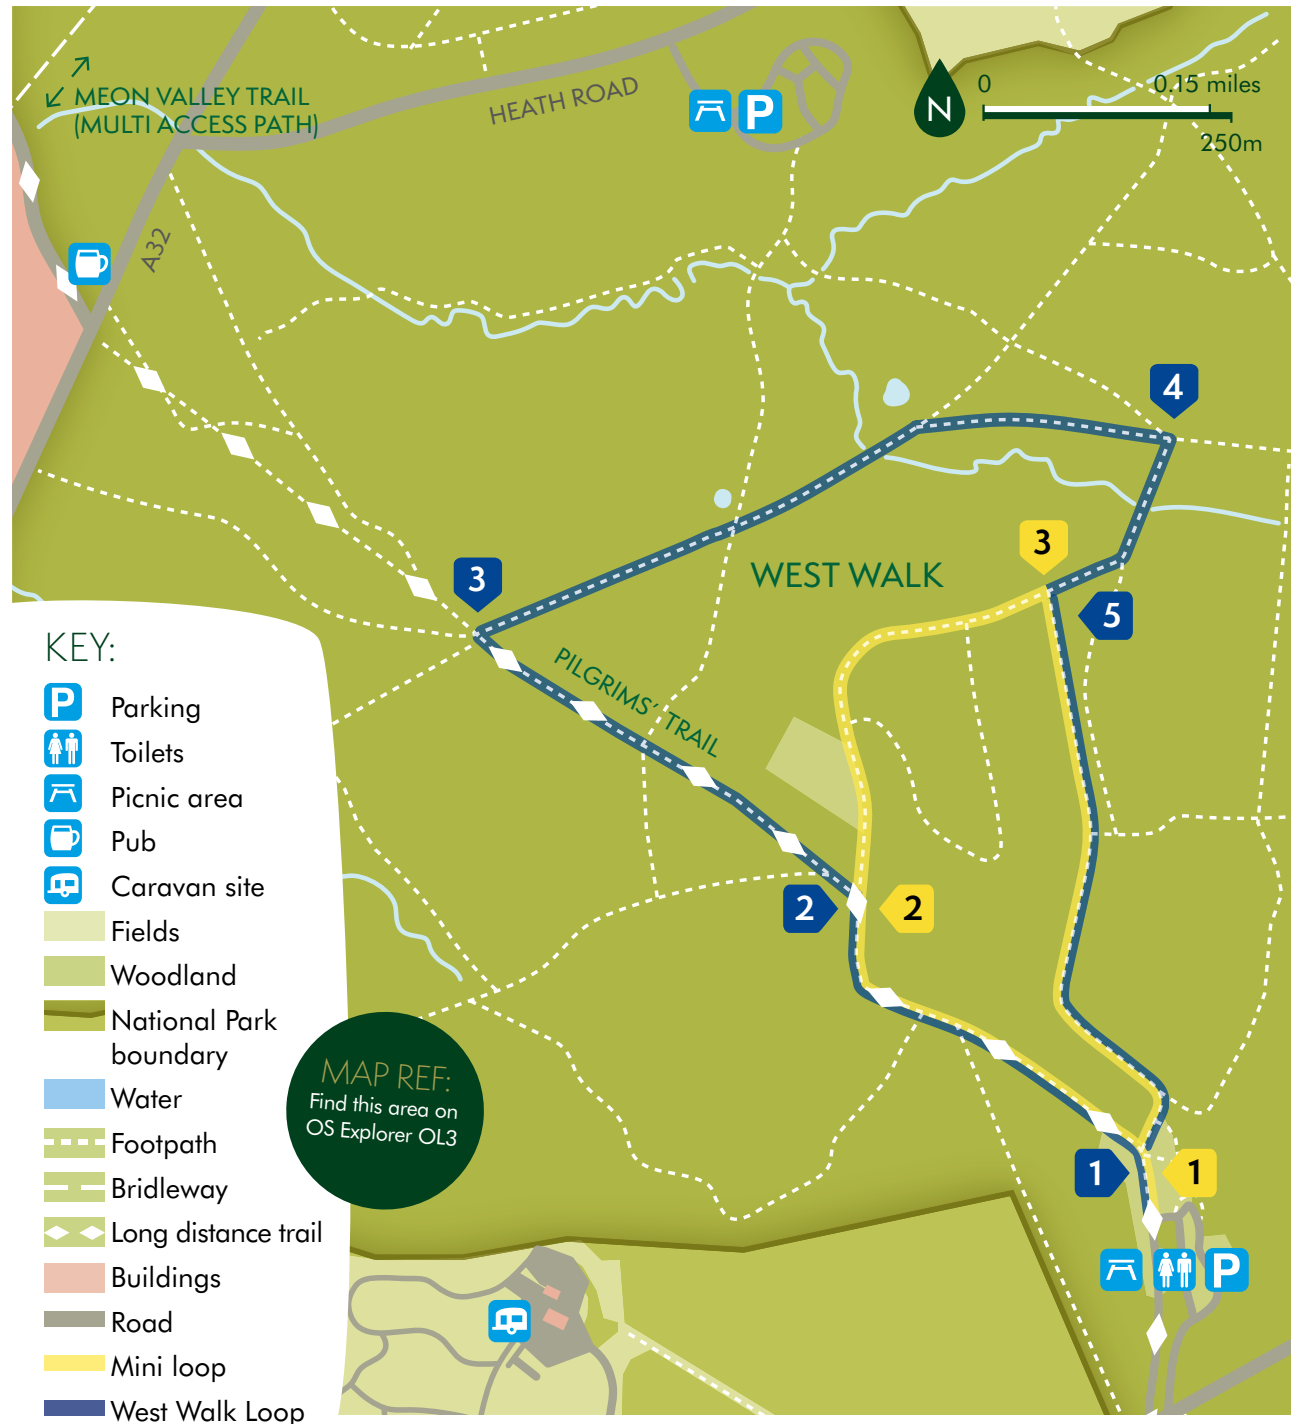 MEON VALLEY TRAIL
(MULTI ACCESS PATH)
HEATH ROAD
A32
P
N
0
0.15 miles
250m
4
3
3
WEST WALK
5
PILGRIMS' TRAIL
2
2
1
1
P
KEY:
P Parking
Toilets
Picnic area
Pub
Caravan site
Fields
Woodland
National Park
boundary
Water
Footpath
Bridleway
Long distance trail
Buildings
Road
Mini loop
West Walk Loop
MAP REF:
Find this area on
OS Explorer OL3